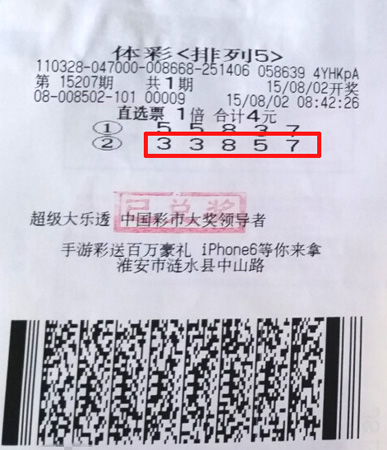 体彩<排列5>
110328-047000-008668-251406 058639 4YHKpA
第 15207期 共1期 15/08/02开奖
08-008502-101 00009 15/08/02 08:42:26
直选票 1倍 合计4元
① 5 5 8 3 7
② 3 3 8 5 7
已兑奖
超级大乐透 中国彩市大奖领导者
手游彩送百万豪礼 iPhone6等你来拿
淮安市涟水县中山路